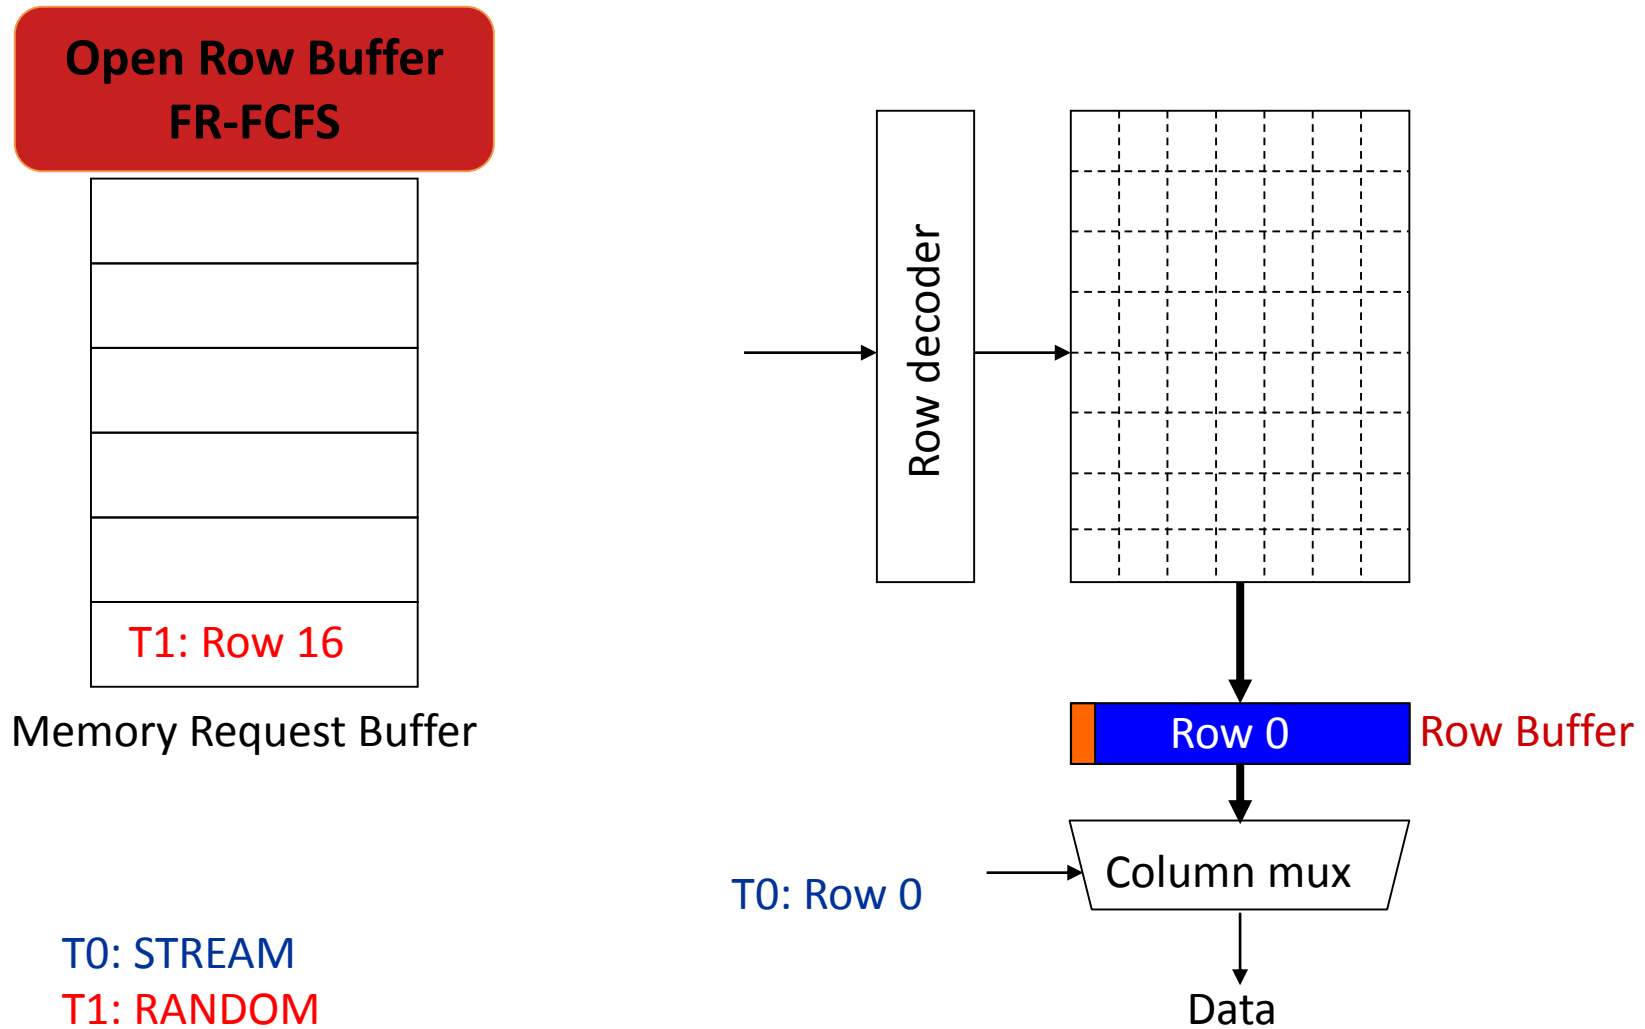 Open Row Buffer
FR-FCFS
T1: Row 16
Memory Request Buffer
T0: STREAM
T1: RANDOM
Row decoder
Row 0
Row Buffer
T0: Row 0
Column mux
Data